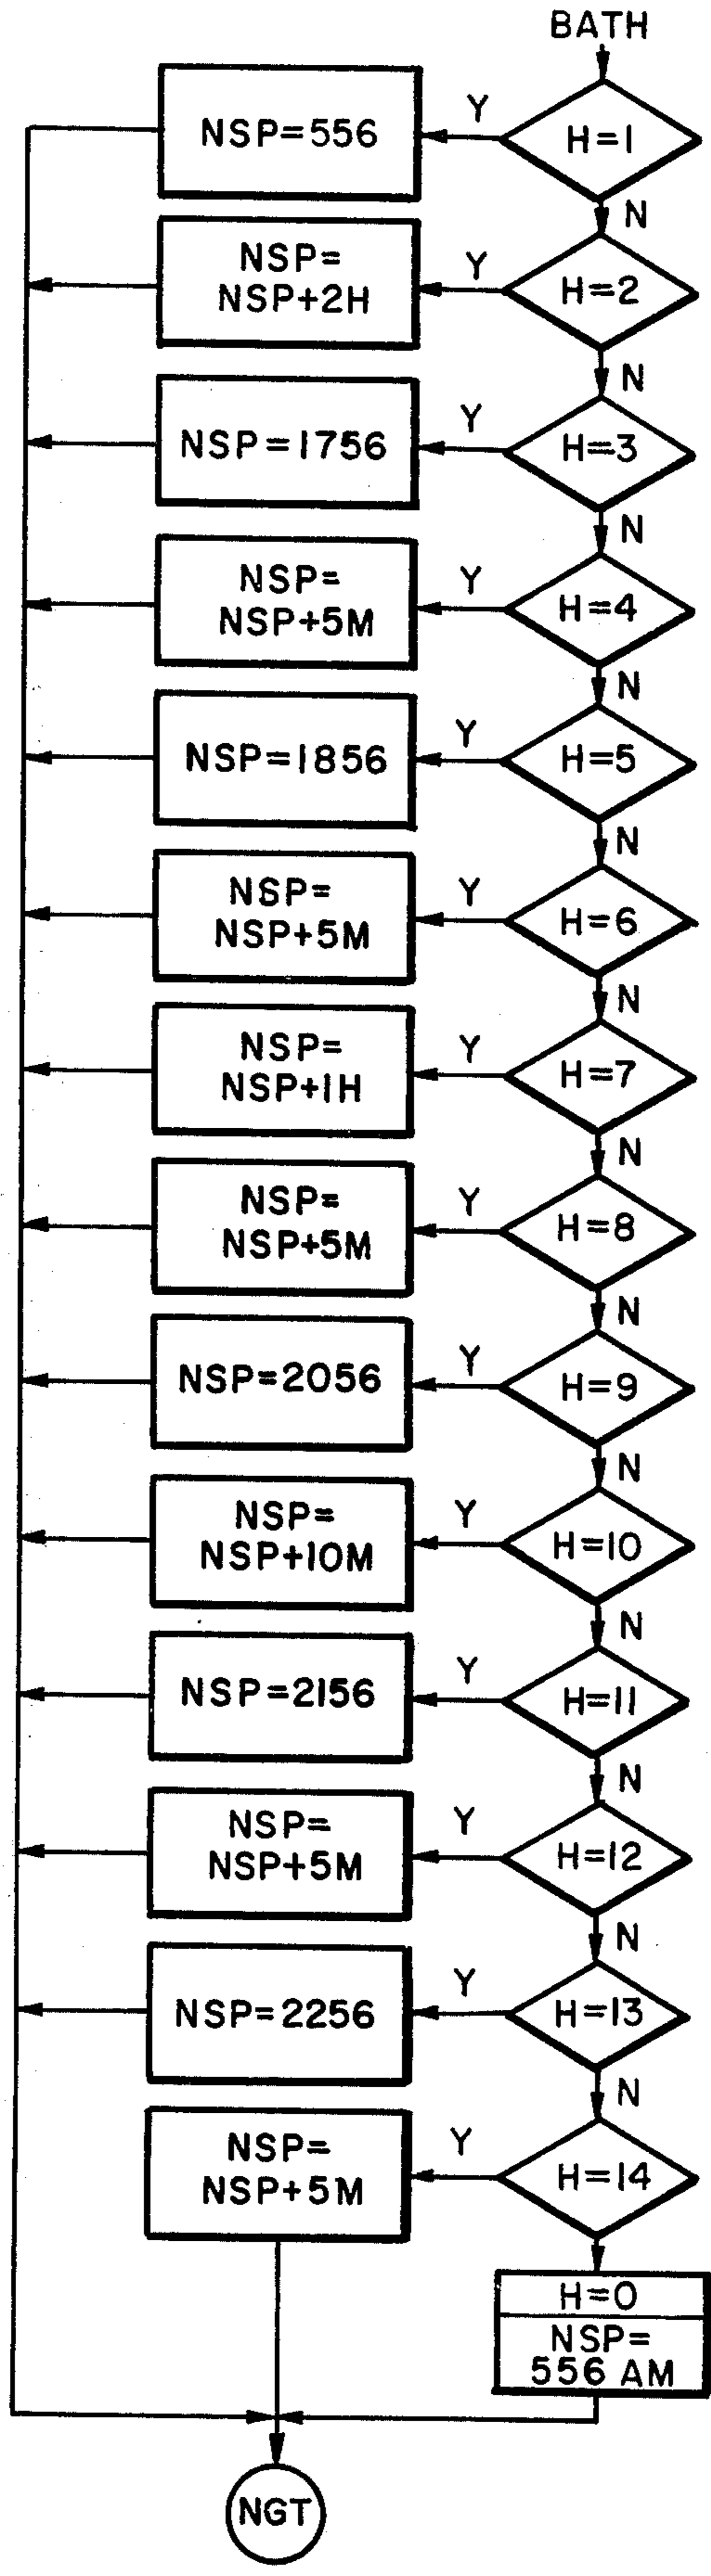 BATH
NSP=556
Y
H=1
N
NSP=
NSP+2H
Y
H=2
N
NSP=1756
Y
H=3
N
NSP=
NSP+5M
Y
H=4
N
NSP=1856
Y
H=5
N
NSP=
NSP+5M
Y
H=6
N
NSP=
NSP+1H
Y
H=7
N
NSP=
NSP+5M
Y
H=8
N
NSP=2056
Y
H=9
N
NSP=
NSP+10M
Y
H=10
N
NSP=2156
Y
H=11
N
NSP=
NSP+5M
Y
H=12
N
NSP=2256
Y
H=13
N
NSP=
NSP+5M
Y
H=14
H=0
NSP=
556 AM
NGT